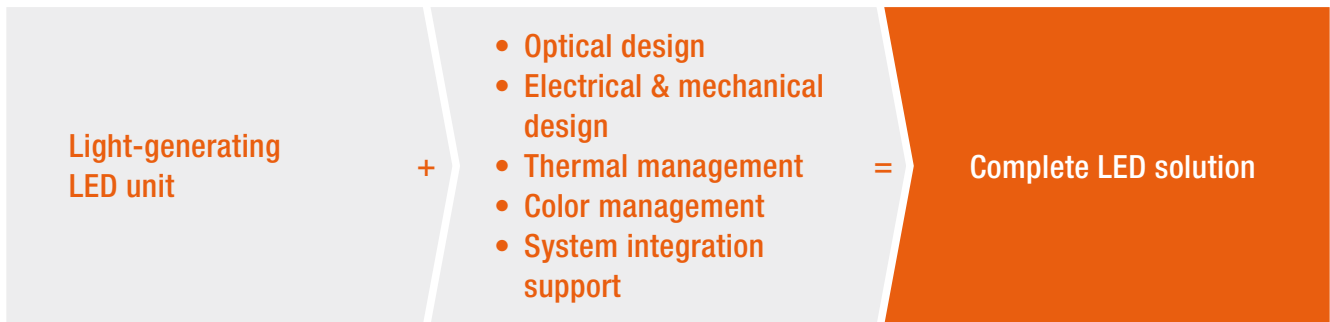 Light-generating
LED unit
+
• Optical design
• Electrical & mechanical
design
• Thermal management
• Color management
• System integration
support
=
Complete LED solution